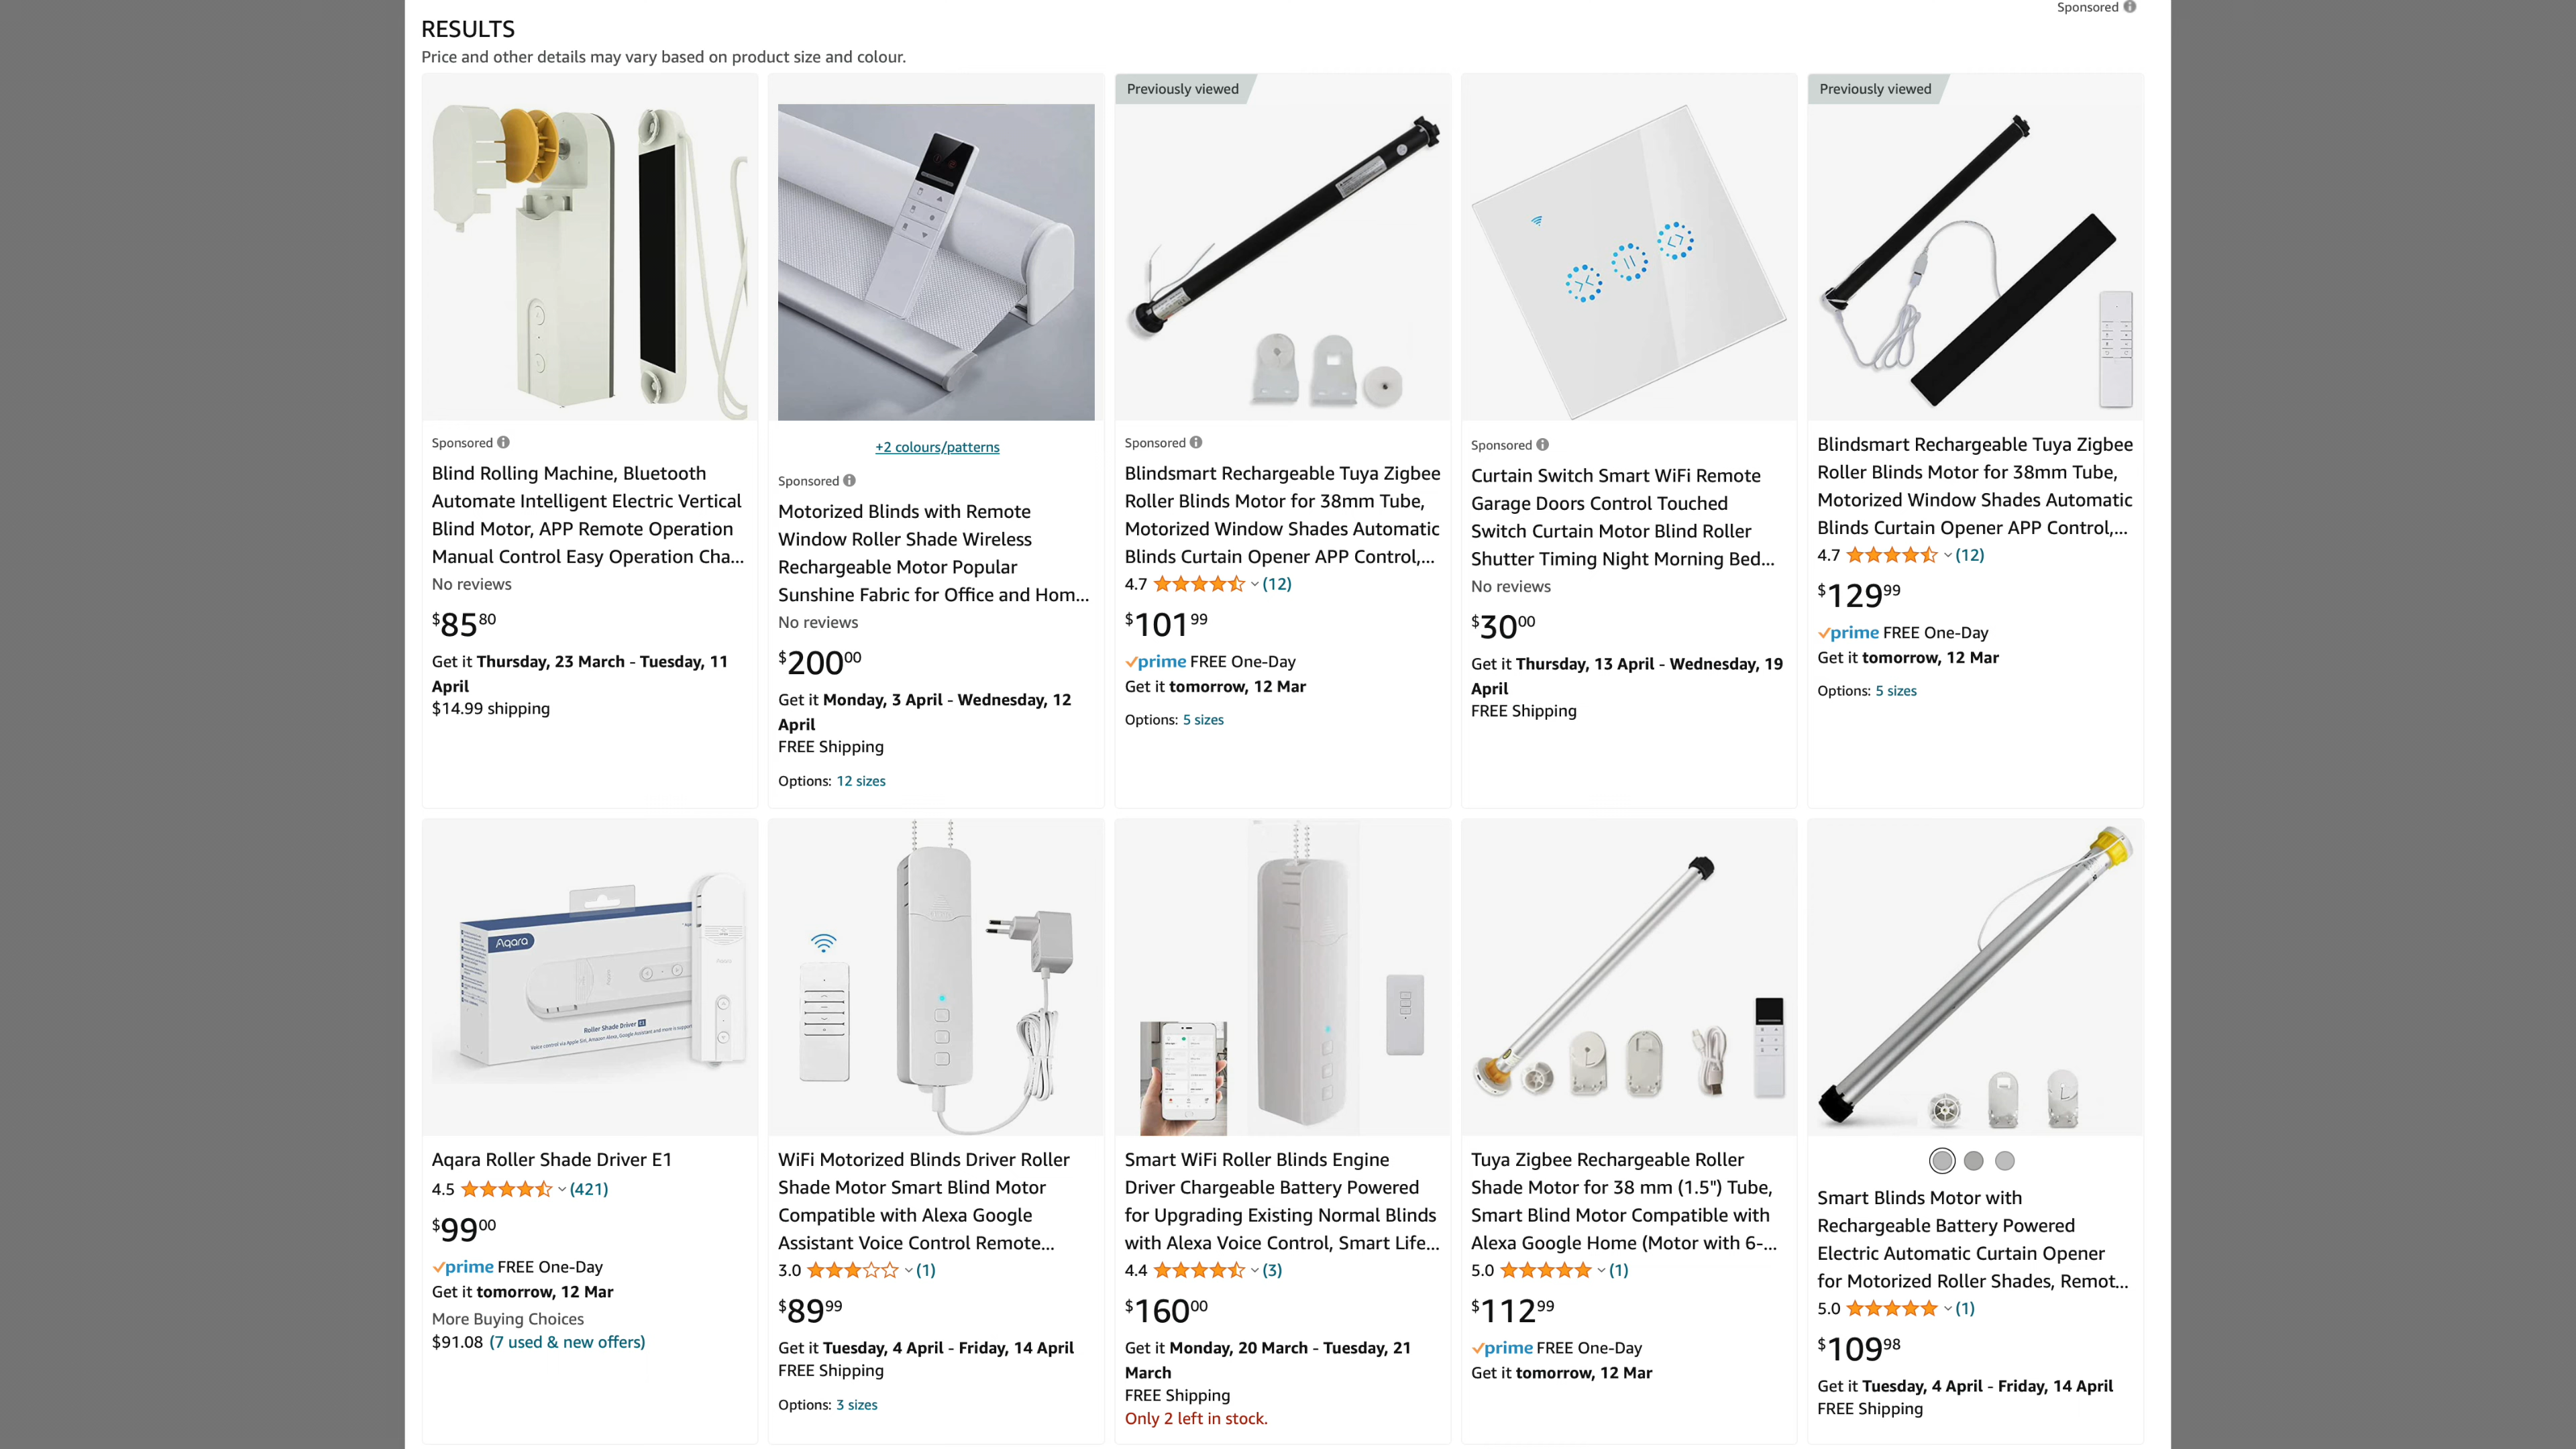 Sponsored
RESULTS
Price and other details may vary based on product size and colour.
Sponsored
Blind Rolling Machine, Bluetooth
Automate Intelligent Electric Vertical
Blind Motor, APP Remote Operation
Manual Control Easy Operation Cha...
No reviews
$85 80
Get it Thursday, 23 March - Tuesday, 11
April
$14.99 shipping
+2 colours/patterns
Sponsored
Motorized Blinds with Remote
Window Roller Shade Wireless
Rechargeable Motor Popular
Sunshine Fabric for Office and Hom...
No reviews
$200 00
Get it Monday, 3 April - Wednesday, 12
April
FREE Shipping
Options: 12 sizes
Previously viewed
Sponsored
Blindsmart Rechargeable Tuya Zigbee
Roller Blinds Motor for 38mm Tube,
Motorized Window Shades Automatic
Blinds Curtain Opener APP Control,...
4.7 (12)
$101 99
prime FREE One-Day
Get it tomorrow, 12 Mar
Options: 5 sizes
Sponsored
Curtain Switch Smart WiFi Remote
Garage Doors Control Touched
Switch Curtain Motor Blind Roller
Shutter Timing Night Morning Bed...
No reviews
$30 00
Get it Thursday, 13 April - Wednesday, 19
April
FREE Shipping
Previously viewed
Blindsmart Rechargeable Tuya Zigbee
Roller Blinds Motor for 38mm Tube,
Motorized Window Shades Automatic
Blinds Curtain Opener APP Control,...
4.7 (12)
$129 99
prime FREE One-Day
Get it tomorrow, 12 Mar
Options: 5 sizes
Aqara
Roller Shade Driver E1
Voice control via Apple Siri, Amazon Alexa, Google Assistant and more is support
Aqara Roller Shade Driver E1
4.5 (421)
$99 00
prime FREE One-Day
Get it tomorrow, 12 Mar
More Buying Choices
$91.08 (7 used & new offers)
WiFi Motorized Blinds Driver Roller
Shade Motor Smart Blind Motor
Compatible with Alexa Google
Assistant Voice Control Remote...
3.0 (1)
$89 99
Get it Tuesday, 4 April - Friday, 14 April
FREE Shipping
Options: 3 sizes
Smart WiFi Roller Blinds Engine
Driver Chargeable Battery Powered
for Upgrading Existing Normal Blinds
with Alexa Voice Control, Smart Life...
4.4 (3)
$160 00
Get it Monday, 20 March - Tuesday, 21
March
FREE Shipping
Only 2 left in stock.
Tuya Zigbee Rechargeable Roller
Shade Motor for 38 mm (1.5") Tube,
Smart Blind Motor Compatible with
Alexa Google Home (Motor with 6-...
5.0 (1)
$112 99
prime FREE One-Day
Get it tomorrow, 12 Mar
Smart Blinds Motor with
Rechargeable Battery Powered
Electric Automatic Curtain Opener
for Motorized Roller Shades, Remot...
5.0 (1)
$109 98
Get it Tuesday, 4 April - Friday, 14 April
FREE Shipping